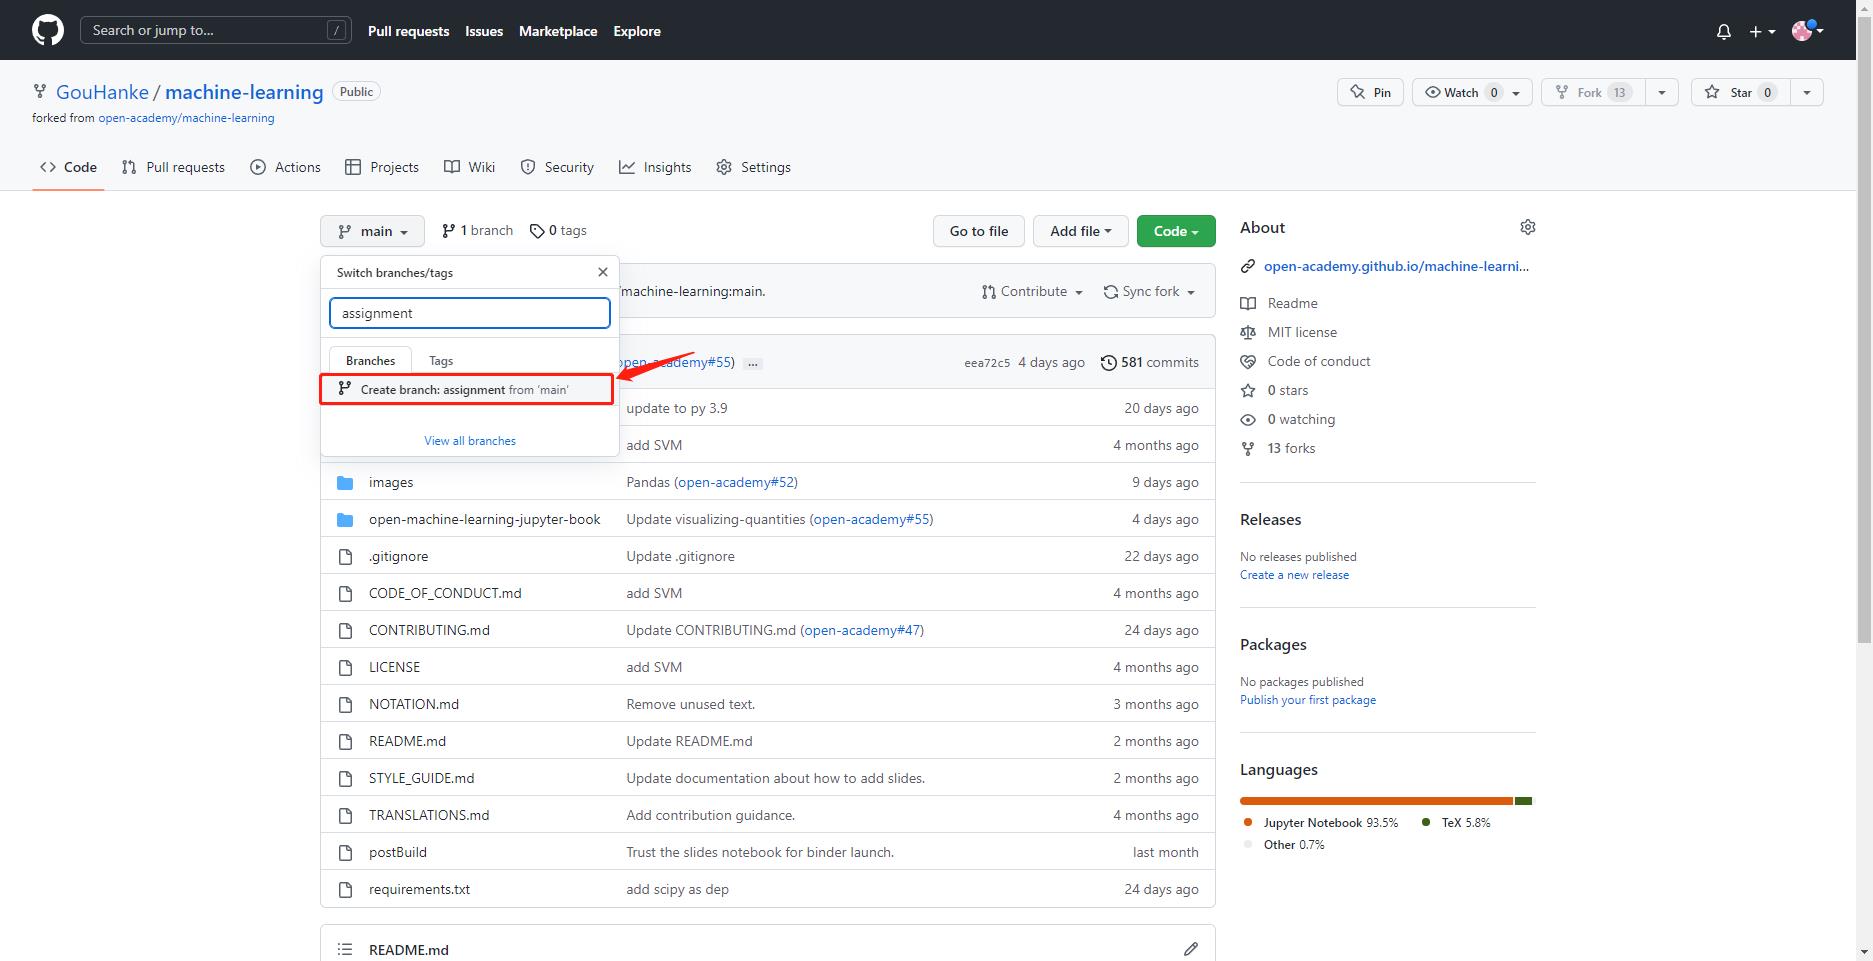 Search or jump to... /
Pull requests Issues Marketplace Explore
GouHanke / machine-learning Public
Pin Watch 0 Fork 13 Star 0
forked from open-academy/machine-learning
Code Pull requests Actions Projects Wiki Security Insights Settings
main 1 branch 0 tags Go to file Add file Code
Switch branches/tags
/machine-learning:main. Contribute Sync fork
assignment
Branches Tags
open-academy#55) ... eea72c5 4 days ago 581 commits
Create branch: assignment from 'main'
update to py 3.9 20 days ago
View all branches
add SVM 4 months ago
images Pandas (open-academy#52) 9 days ago
open-machine-learning-jupyter-book Update visualizing-quantities (open-academy#55) 4 days ago
.gitignore Update .gitignore 22 days ago
CODE_OF_CONDUCT.md add SVM 4 months ago
CONTRIBUTING.md Update CONTRIBUTING.md (open-academy#47) 24 days ago
LICENSE add SVM 4 months ago
NOTATION.md Remove unused text. 3 months ago
README.md Update README.md 2 months ago
STYLE_GUIDE.md Update documentation about how to add slides. 2 months ago
TRANSLATIONS.md Add contribution guidance. 4 months ago
postBuild Trust the slides notebook for binder launch. last month
requirements.txt add scipy as dep 24 days ago
README.md
About
open-academy.github.io/machine-learni...
Readme
MIT license
Code of conduct
0 stars
0 watching
13 forks
Releases
No releases published
Create a new release
Packages
No packages published
Publish your first package
Languages
Jupyter Notebook 93.5% TeX 5.8%
Other 0.7%